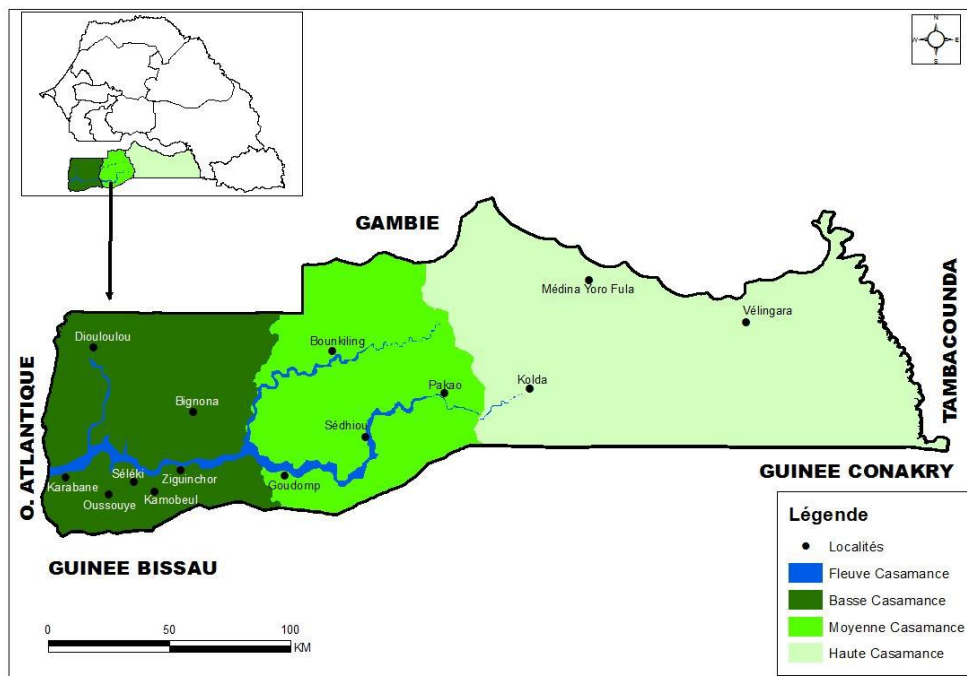 N
W E
S
GAMBIE
Médina Yoro Fula
Vélingara
TAMBACOUNDA
Diouloulou
Bounkiling
O. ATLANTIQUE
Bignona
Pakao
Kolda
Sédhiou
Karabane
Séléki
Ziguinchor
Goudomp
Oussouye
Kamobeul
GUINEE CONAKRY
GUINEE BISSAU
0 50 100
KM
Légende
Localités
Fleuve Casamance
Basse Casamance
Moyenne Casamance
Haute Casamance